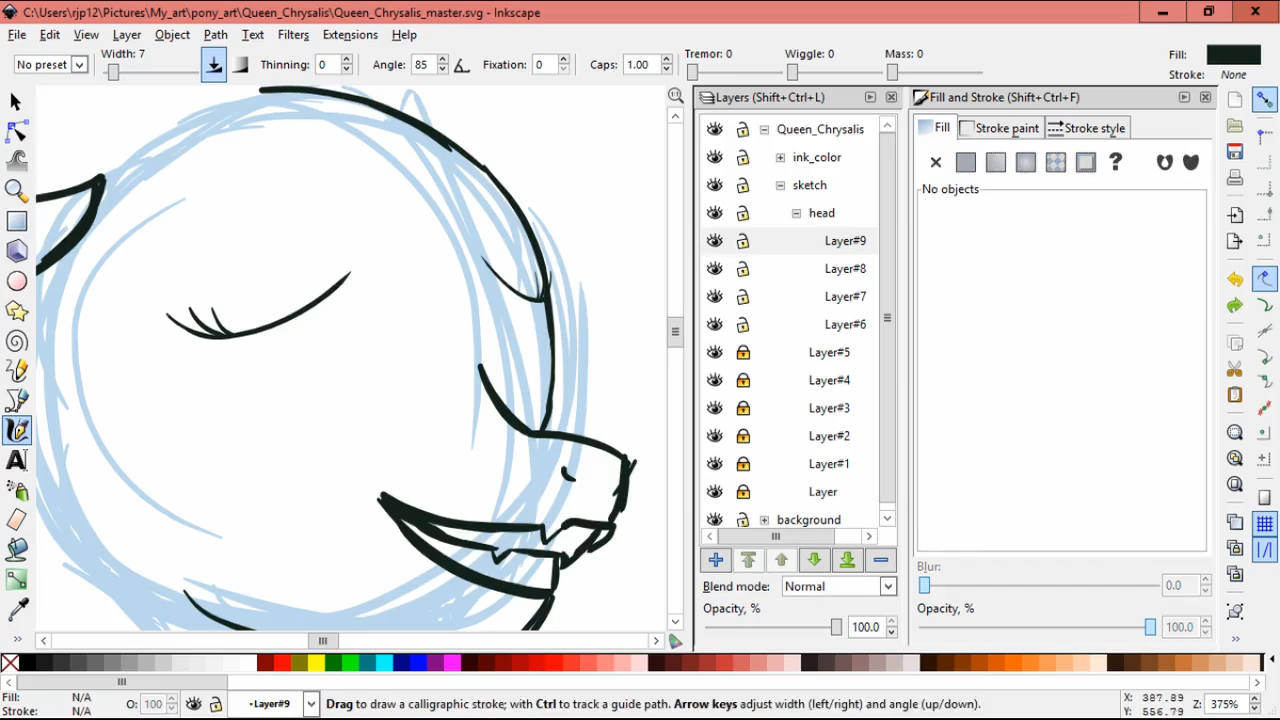 C:\Users\rjp12\Pictures\My_art\pony_art\Queen_Chrysalis\Queen_Chrysalis_master.svg - Inkscape
File Edit View Layer Object Path Text Filters Extensions Help
No preset Width: 7 Thinning: 0 Angle: 85 Fixation: 0 Caps: 1.00 Tremor: 0 Wiggle: 0 Mass: 0 Fill:
Stroke: None
Layers (Shift+Ctrl+L) Fill and Stroke (Shift+Ctrl+F)
Queen_Chrysalis
ink_color
sketch
head
Layer#9
Layer#8
Layer#7
Layer#6
Layer#5
Layer#4
Layer#3
Layer#2
Layer#1
Layer
background
Blend mode: Normal
Opacity, % 100.0
Fill Stroke paint Stroke style
?
No objects
Blur:
0.0
Opacity, %
100.0
A
Fill: N/A
Stroke: N/A
O: 100
Layer#9
Drag to draw a calligraphic stroke; with Ctrl to track a guide path. Arrow keys adjust width (left/right) and angle (up/down).
X: 387.89
Y: 556.79
Z: 375%